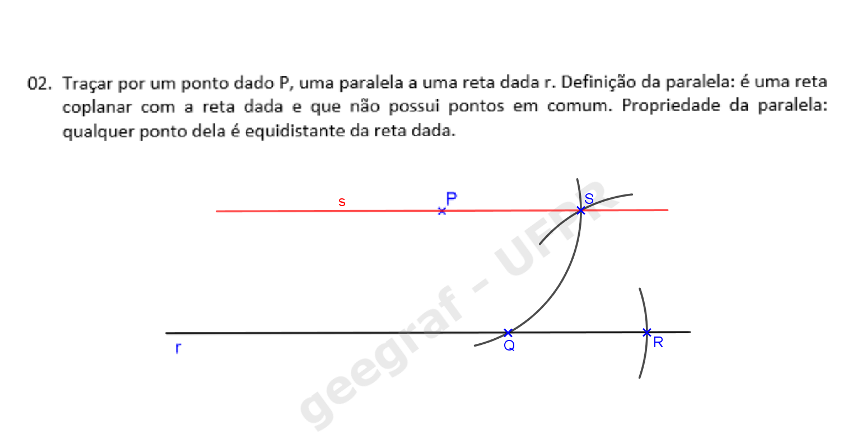 02. Traçar por um ponto dado P, uma paralela a uma reta dada r. Definição da paralela: é uma reta
coplanar com a reta dada e que não possui pontos em comum. Propriedade da paralela:
qualquer ponto dela é equidistante da reta dada.
s
P
S
r
Q
R
geegraf - UFPR